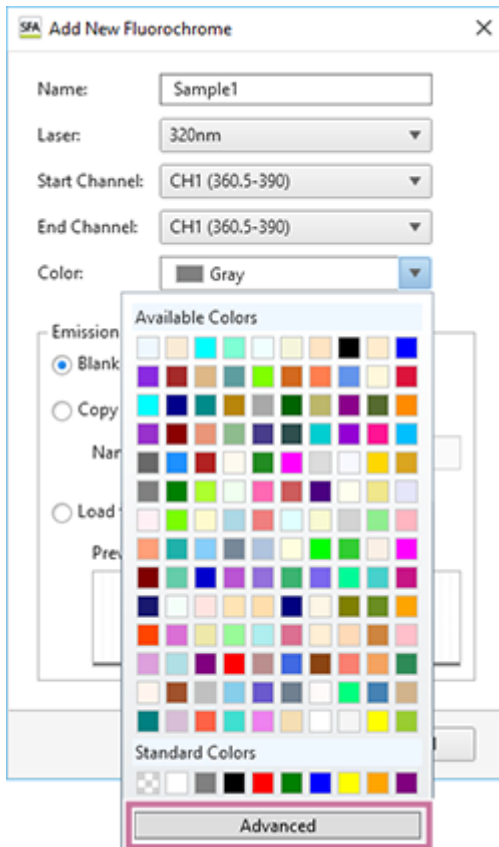 SFA Add New Fluorochrome
Name: Sample1
Laser: 320nm
Start Channel: CH1 (360.5-390)
End Channel: CH1 (360.5-390)
Color: Gray
Available Colors
Emission
Blank
Copy
Load
Standard Colors
Advanced